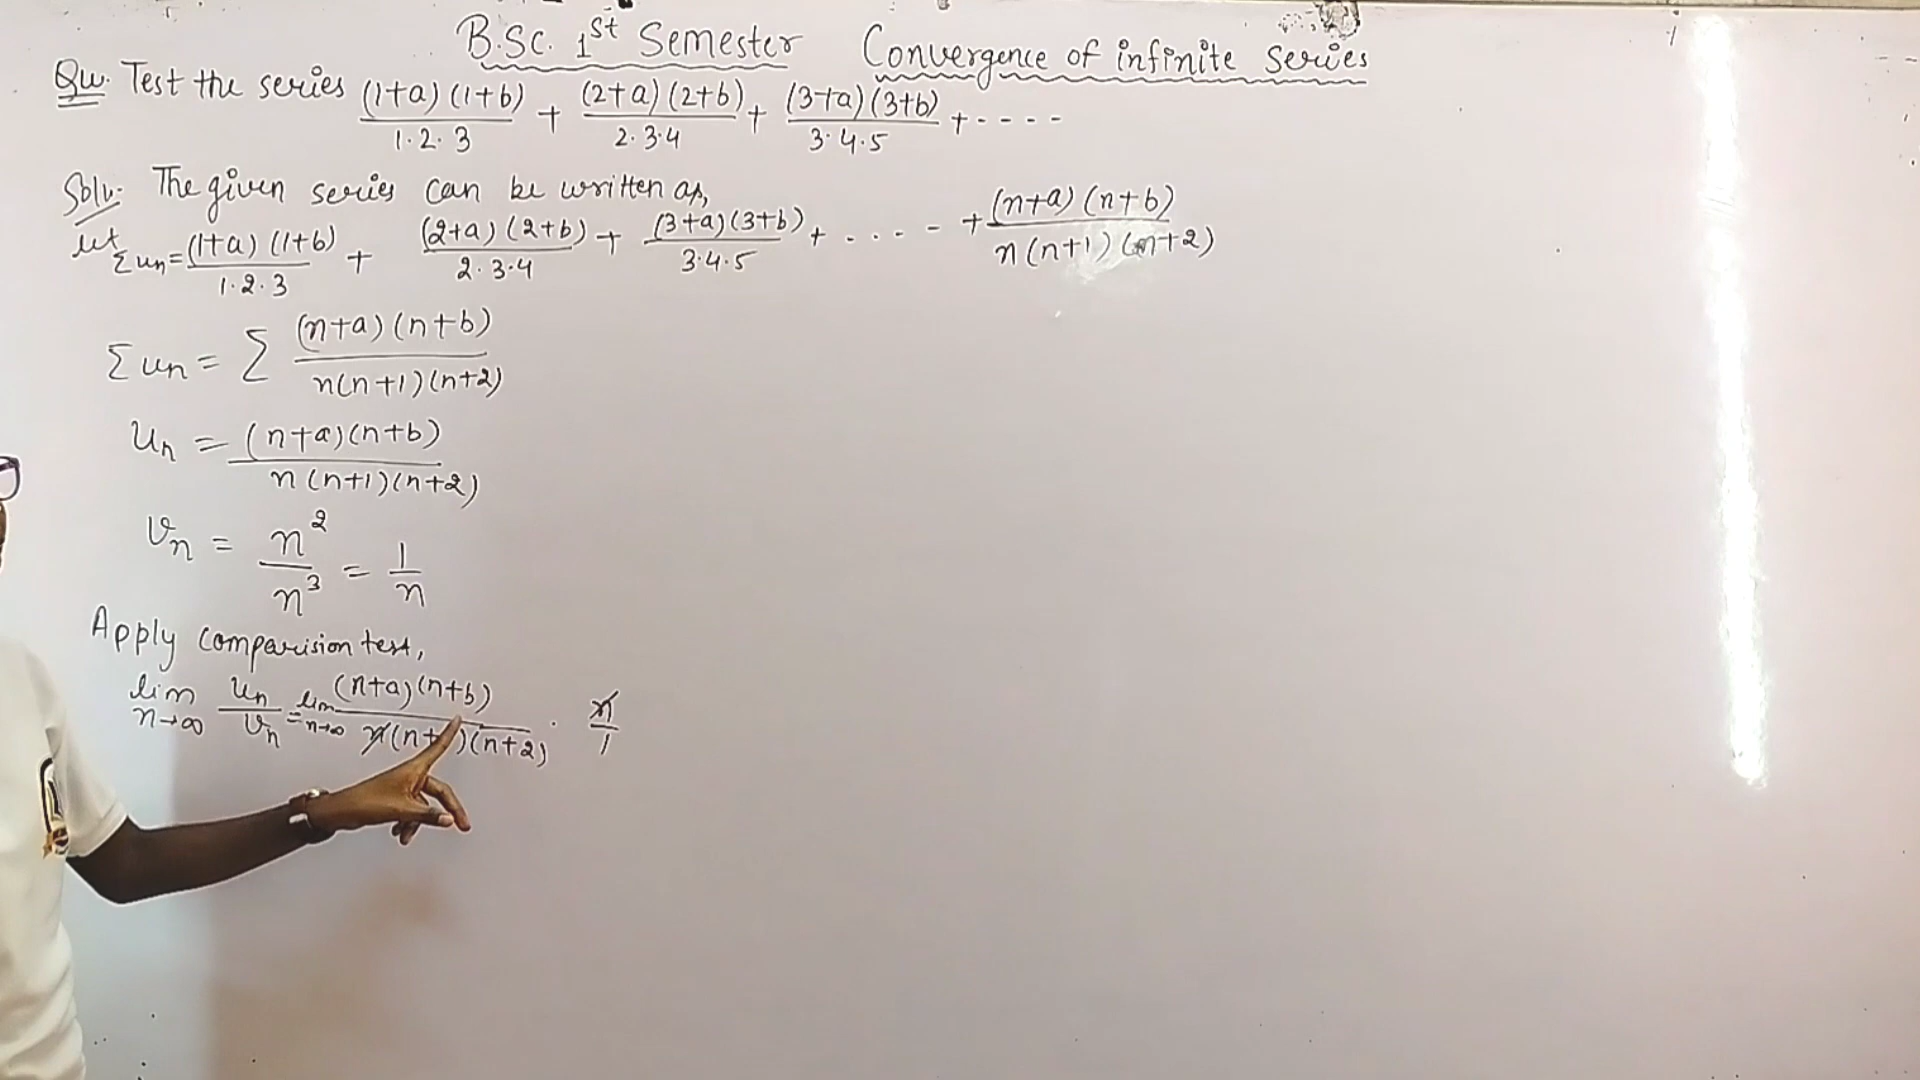 B.Sc. 1st Semester Convergence of infinite series
Qu. Test the series (1+a)(1+b)/1·2·3 + (2+a)(2+b)/2·3·4 + (3+a)(3+b)/3·4·5 + ----
Soln: The given series can be written as,
let Σun = (1+a)(1+b)/1·2·3 + (2+a)(2+b)/2·3·4 + (3+a)(3+b)/3·4·5 + ..... + (n+a)(n+b)/n(n+1)(n+2)
Σun = Σ (n+a)(n+b)/n(n+1)(n+2)
un = (n+a)(n+b)/n(n+1)(n+2)
vn = n²/n³ = 1/n
Apply comparision test,
lim n→∞ un/vn = lim n→∞ (n+a)(n+b)/n(n+ )(n+2) · n/1